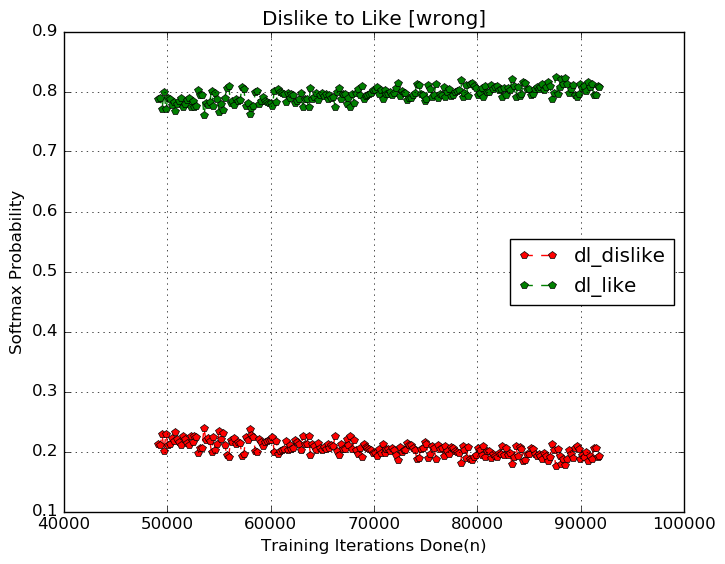 Dislike to Like [wrong]
0.9
0.8
0.7
0.6
0.5
0.4
0.3
0.2
0.1
Softmax Probability
dl_dislike
dl_like
40000 50000 60000 70000 80000 90000 100000
Training Iterations Done(n)